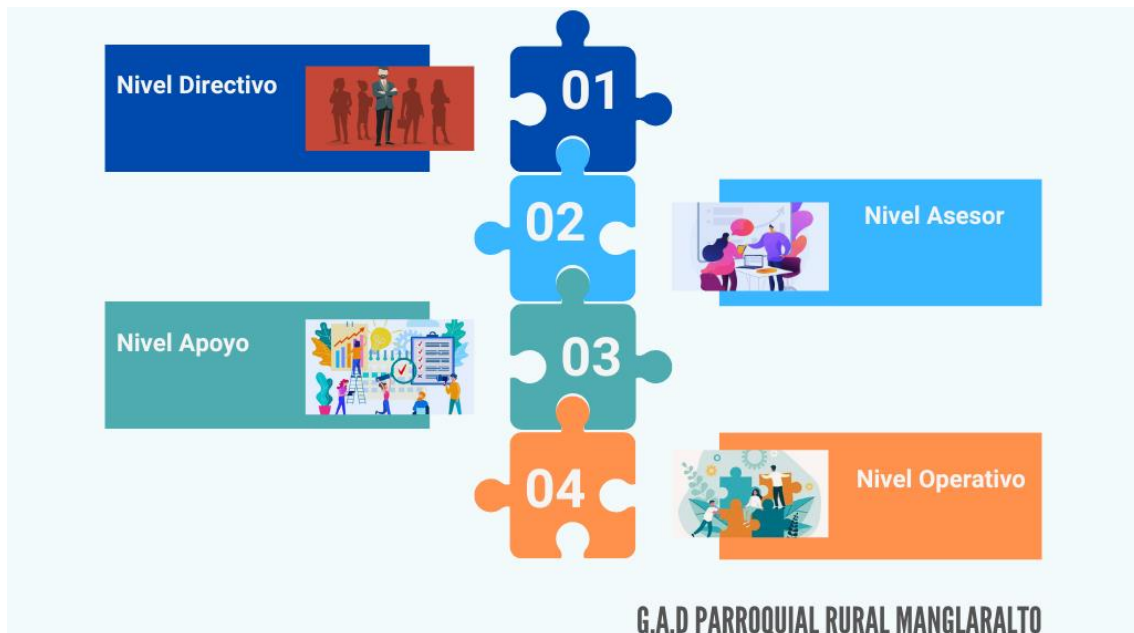 Nivel Directivo
01
02
Nivel Asesor
Nivel Apoyo
03
04
Nivel Operativo
G.A.D PARROQUIAL RURAL MANGLARALTO